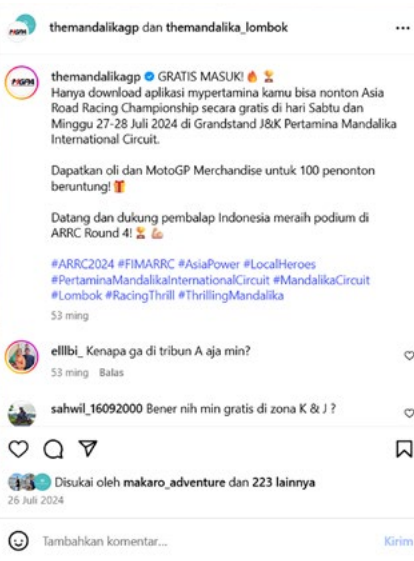 themandalikagp dan themandalika_lombok
MGPA
themandalikagp GRATIS MASUK! 🔥 🏆
Hanya download aplikasi mypertamina kamu bisa nonton Asia
Road Racing Championship secara gratis di hari Sabtu dan
Minggu 27-28 Juli 2024 di Grandstand J&K Pertamina Mandalika
International Circuit.
Dapatkan oli dan MotoGP Merchandise untuk 100 penonton
beruntung! 🎁
Datang dan dukung pembalap Indonesia meraih podium di
ARRC Round 4! 🏆 💪🏼
#ARRC2024 #FIMARRC #AsiaPower #LocalHeroes
#PertaminaMandalikaInternationalCircuit #MandalikaCircuit
#Lombok #RacingThrill #ThrillingMandalika
53 ming
elllbi_ Kenapa ga di tribun A aja min?
53 ming Balas
sahwil_16092000 Bener nih min gratis di zona K & J ?
Disukai oleh makaro_adventure dan 223 lainnya
26 Juli 2024
Tambahkan komentar...
Kirim